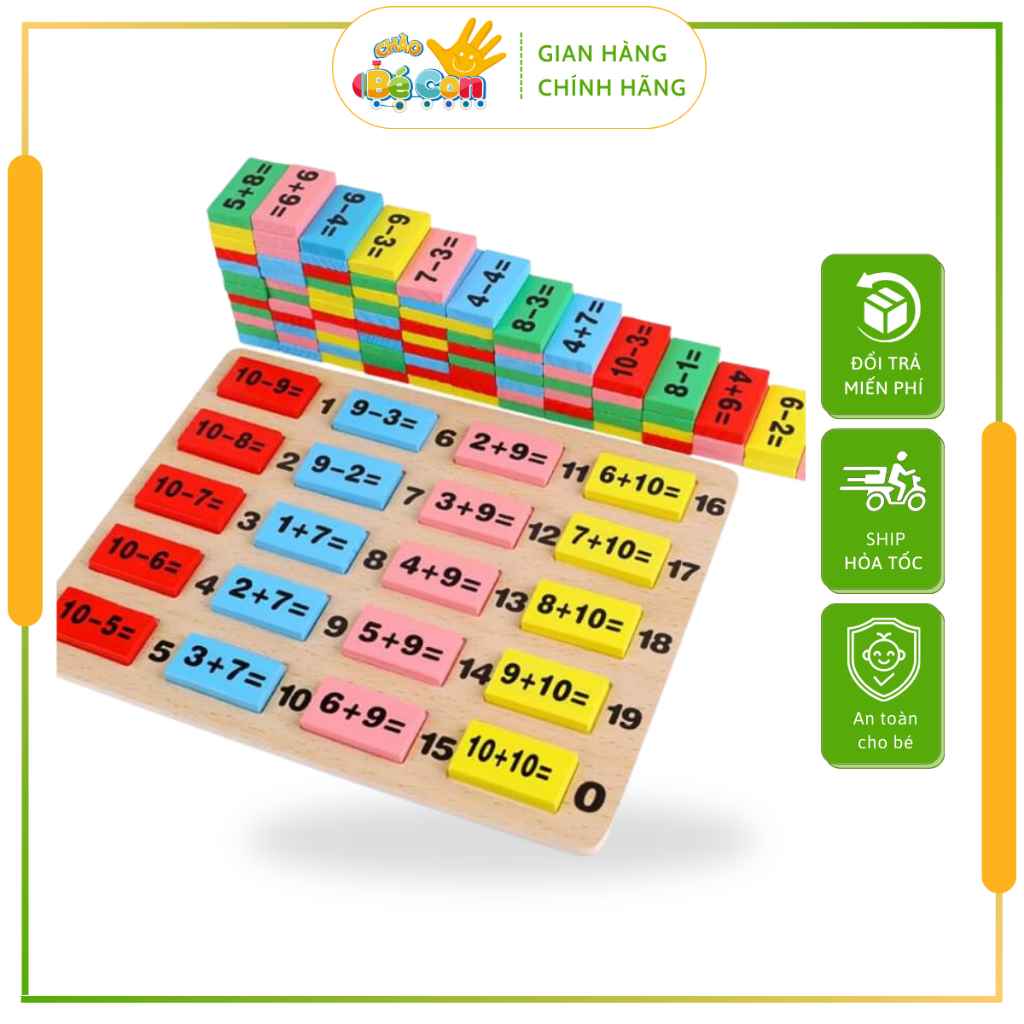 CHÀO
Bé Con
GIAN HÀNG
CHÍNH HÃNG
5+8=
6+6=
9-4=
6-3=
7-3=
4-4=
8-3=
4+7=
10-3=
8-1=
4+6=
6-2=
10-9= 1 9-3= 6 2+9= 11 6+10= 16
10-8= 2 9-2= 7 3+9= 12 7+10= 17
10-7= 3 1+7= 8 4+9= 13 8+10= 18
10-6= 4 2+7= 9 5+9= 14 9+10= 19
10-5= 5 3+7= 10 6+9= 15 10+10= 0
ĐỔI TRẢ
MIẾN PHÍ
SHIP
HỎA TỐC
An toàn
cho bé